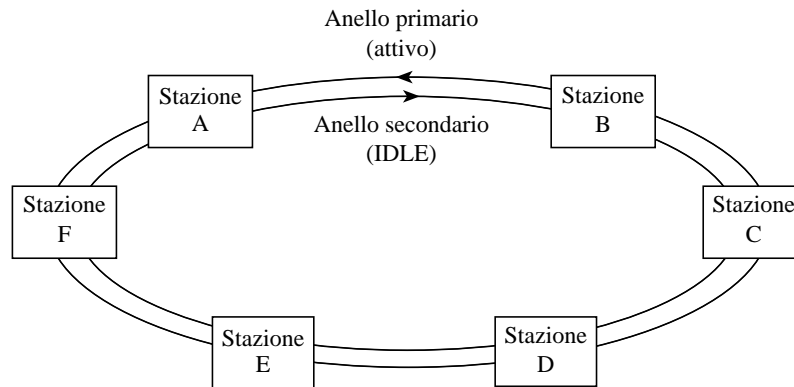 Anello primario
(attivo)
Stazione
A
Stazione
B
Anello secondario
(IDLE)
Stazione
F
Stazione
C
Stazione
E
Stazione
D